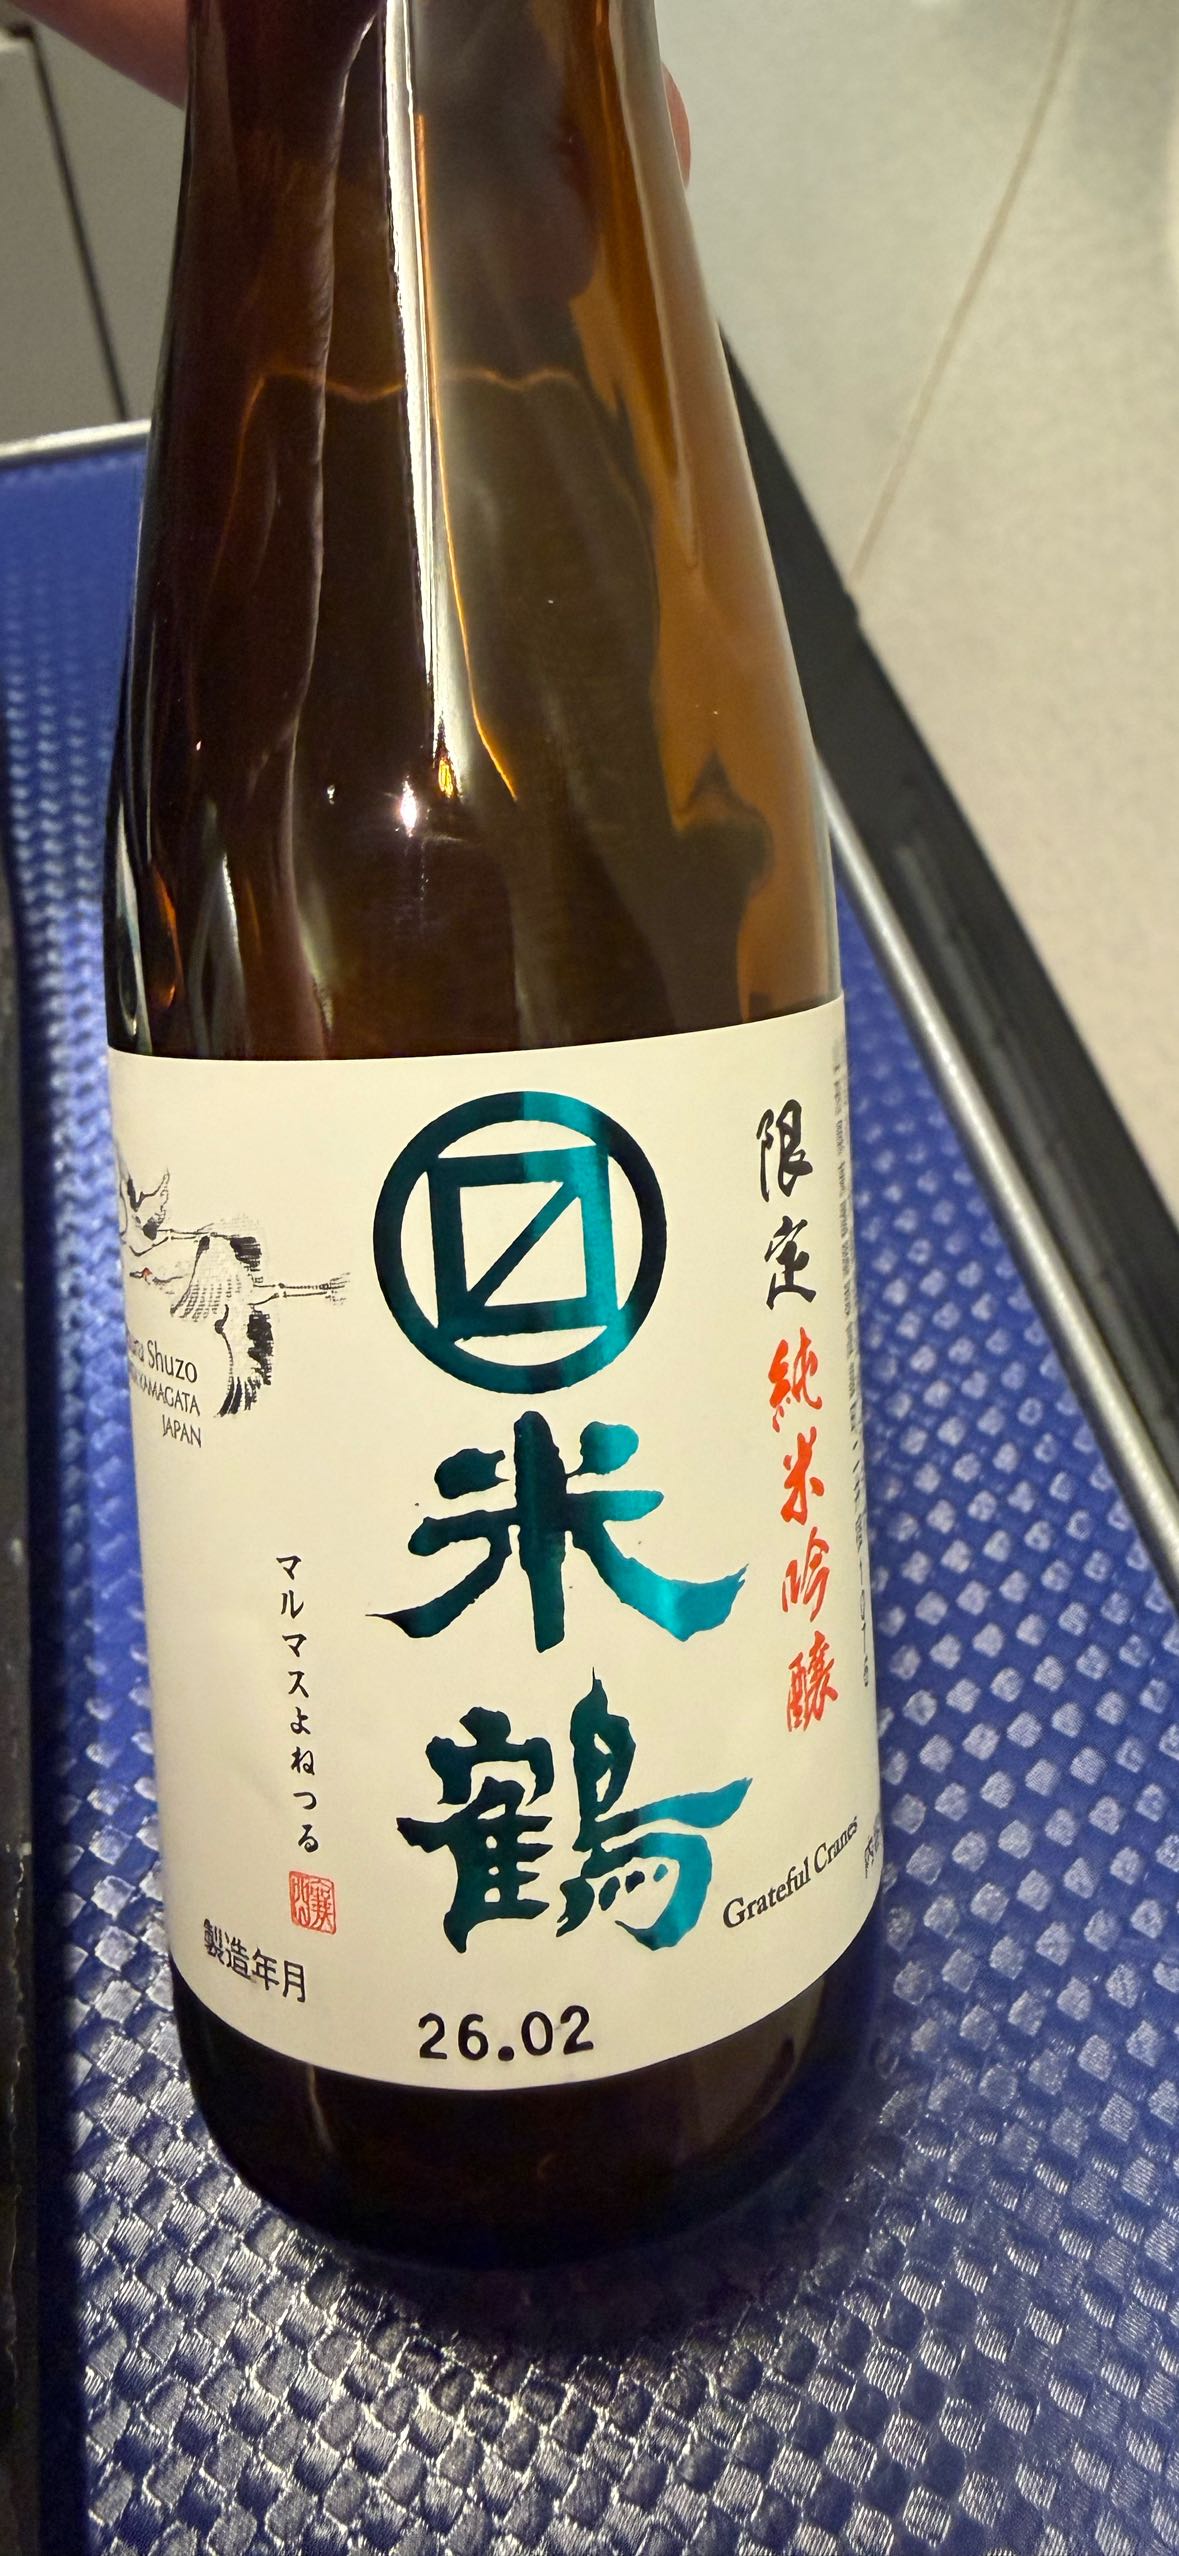 限定
純米吟醸
米鶴
マルマスよねつる
Grateful Cranes
Shuzo
JAPAN
製造年月
26.02